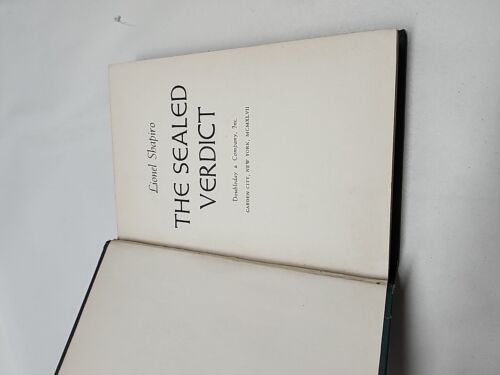 Lionel Shapiro
THE SEALED
VERDICT
Doubleday & Company, Inc.
GARDEN CITY, NEW YORK, MCMXLVII